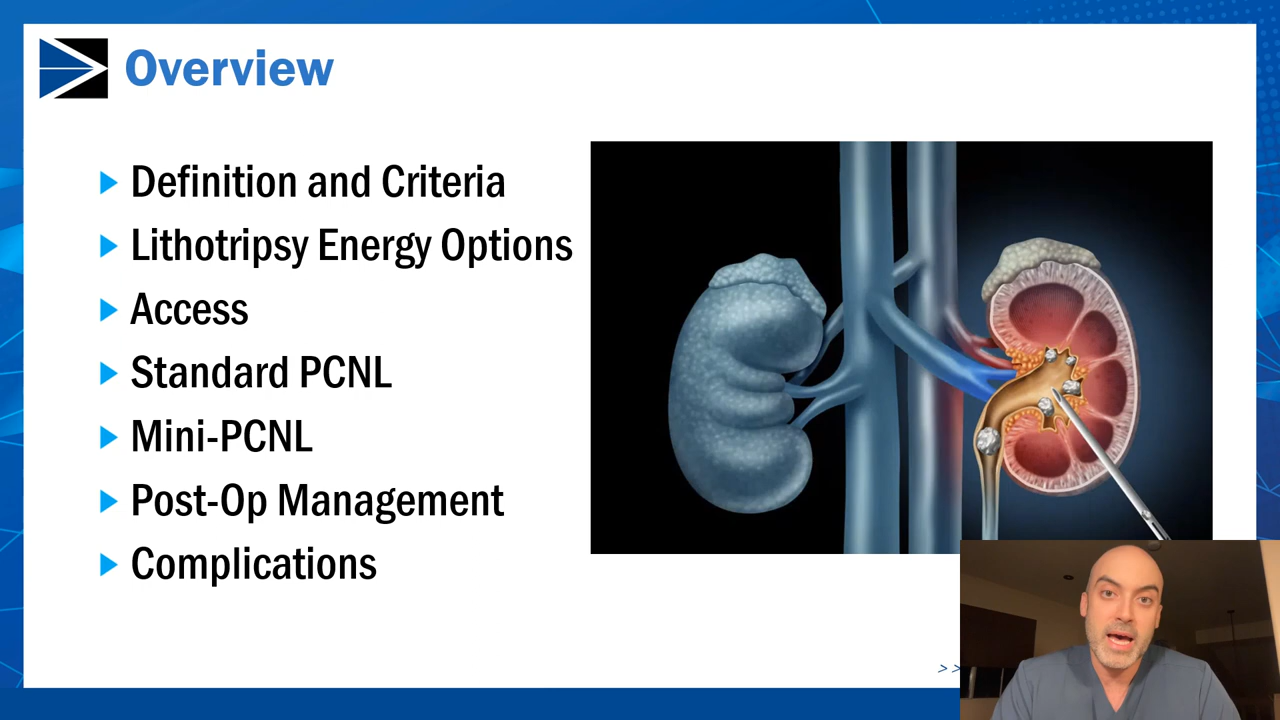 Overview
Definition and Criteria
Lithotripsy Energy Options
Access
Standard PCNL
Mini-PCNL
Post-Op Management
Complications
>>